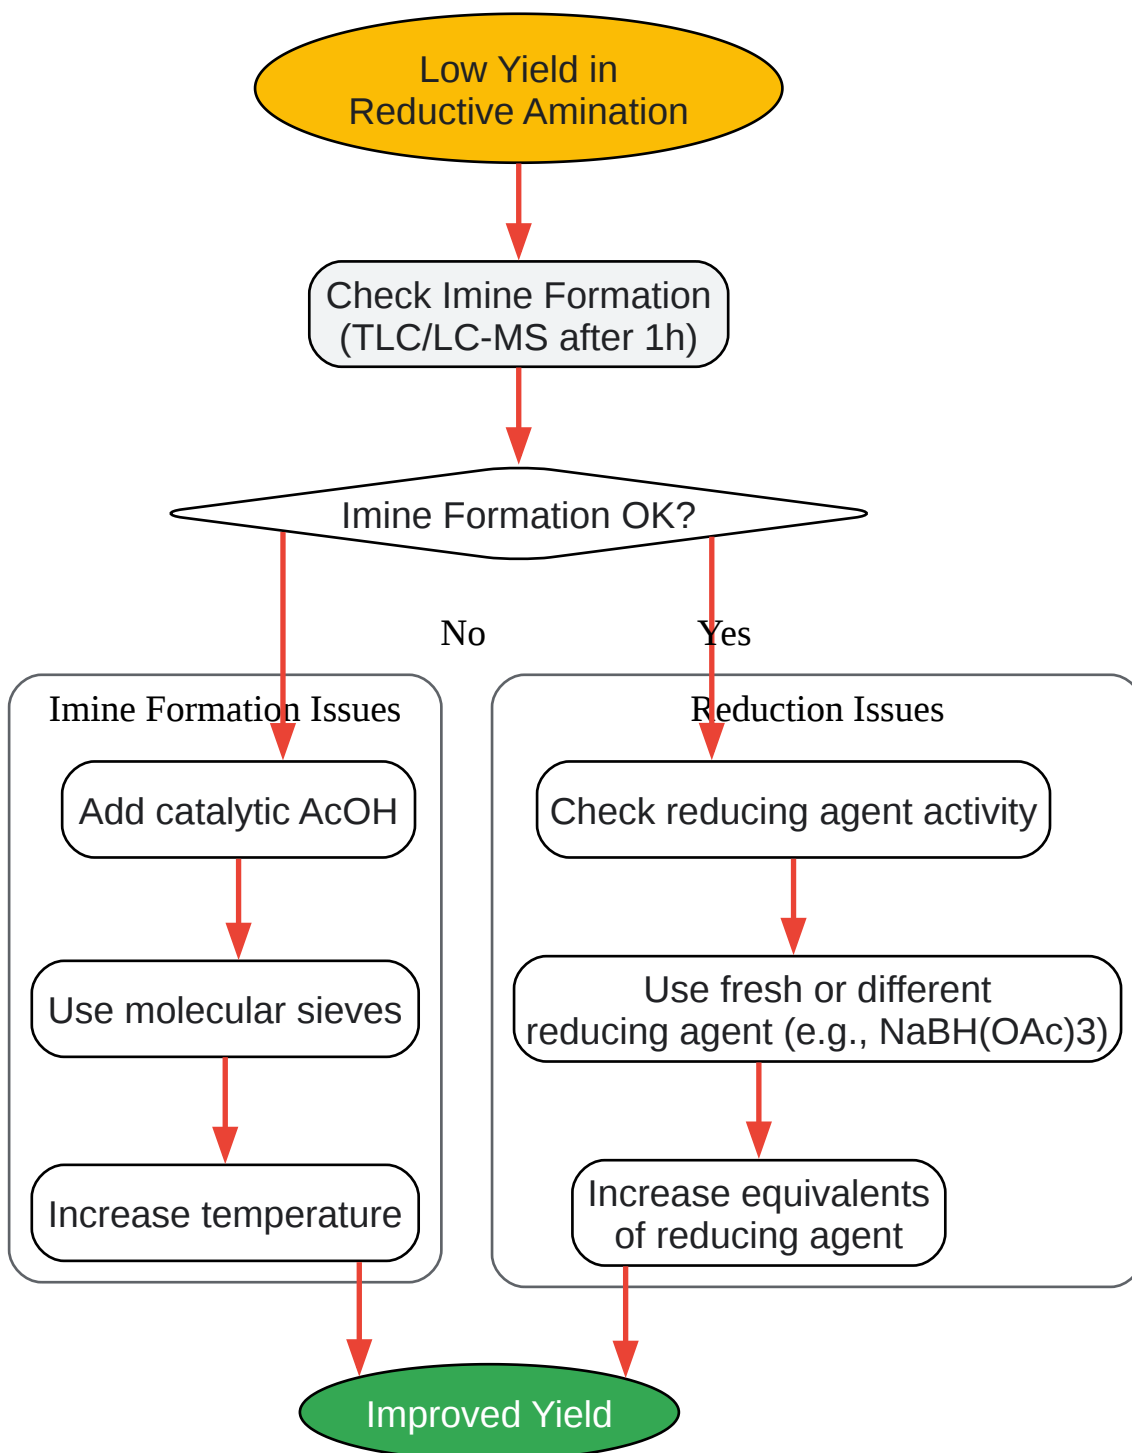 Low Yield in
Reductive Amination
Check Imine Formation
(TLC/LC-MS after 1h)
Imine Formation OK?
No
Yes
Imine Formation Issues
Add catalytic AcOH
Use molecular sieves
Increase temperature
Reduction Issues
Check reducing agent activity
Use fresh or different
reducing agent (e.g., NaBH(OAc)3)
Increase equivalents
of reducing agent
Improved Yield